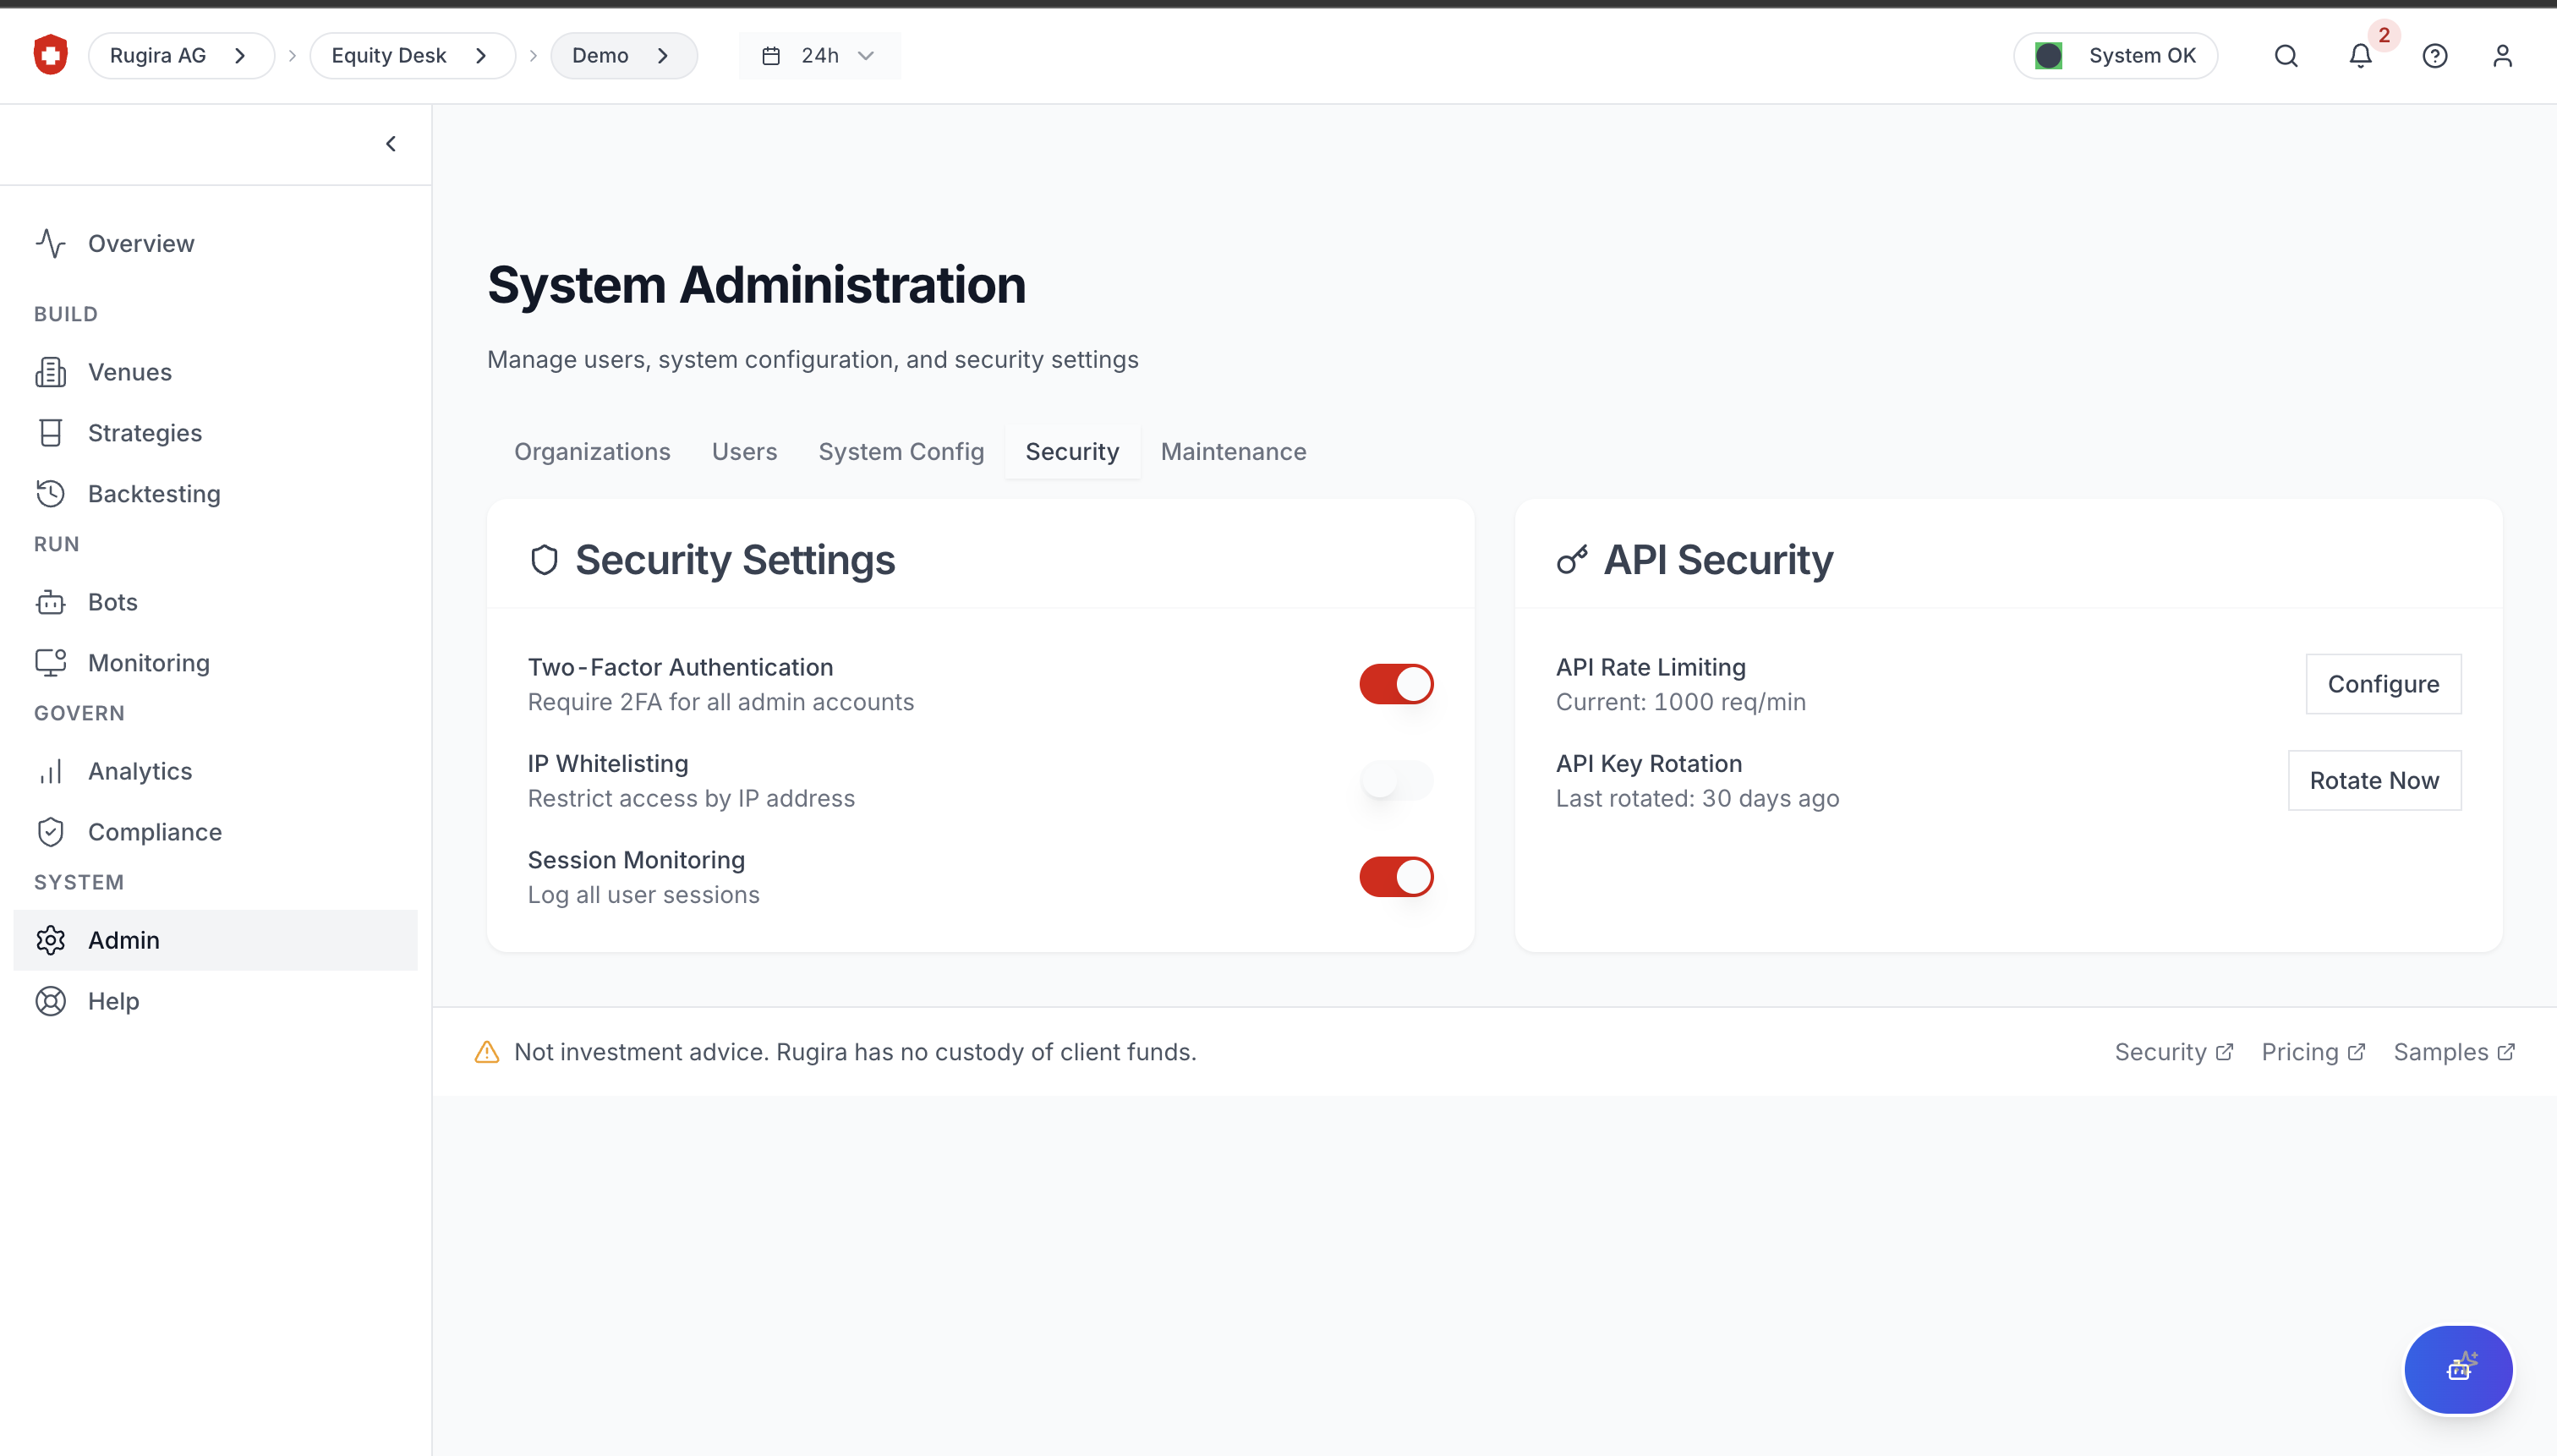 Rugira AG
Equity Desk
Demo
24h
System OK
2
Overview
BUILD
Venues
Strategies
Backtesting
RUN
Bots
Monitoring
GOVERN
Analytics
Compliance
SYSTEM
Admin
Help
System Administration
Manage users, system configuration, and security settings
Organizations Users System Config Security Maintenance
Security Settings
Two-Factor Authentication
Require 2FA for all admin accounts
IP Whitelisting
Restrict access by IP address
Session Monitoring
Log all user sessions
API Security
API Rate Limiting
Current: 1000 req/min
Configure
API Key Rotation
Last rotated: 30 days ago
Rotate Now
Not investment advice. Rugira has no custody of client funds.
Security Pricing Samples